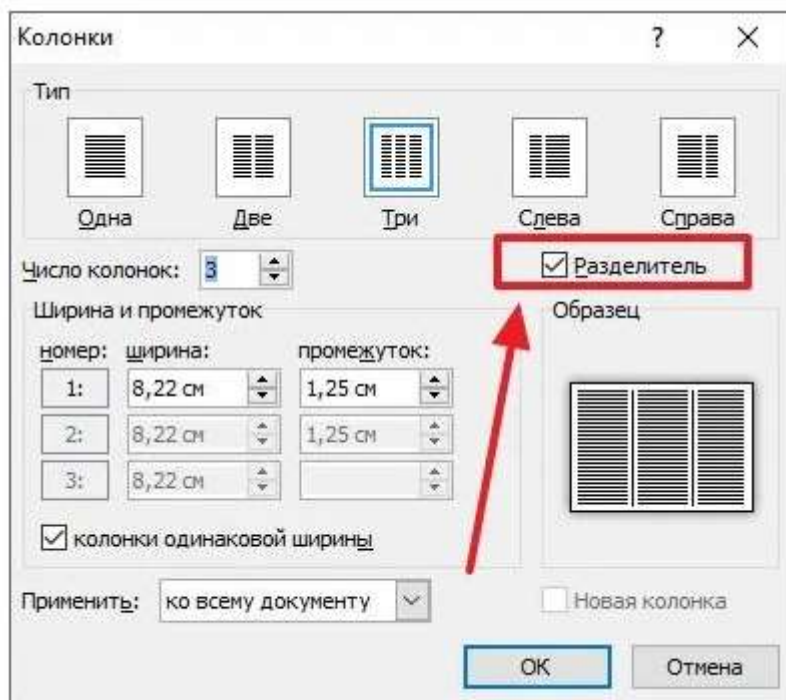 Колонки ?
Тип
Одна Две Три Слева Справа
Число колонок: 3
Разделитель
Ширина и промежуток
номер: ширина: промежуток:
1: 8,22 см 1,25 см
2: 8,22 см 1,25 см
3: 8,22 см
колонки одинаковой ширины
Образец
Применить: ко всему документу
Новая колонка
ОК Отмена